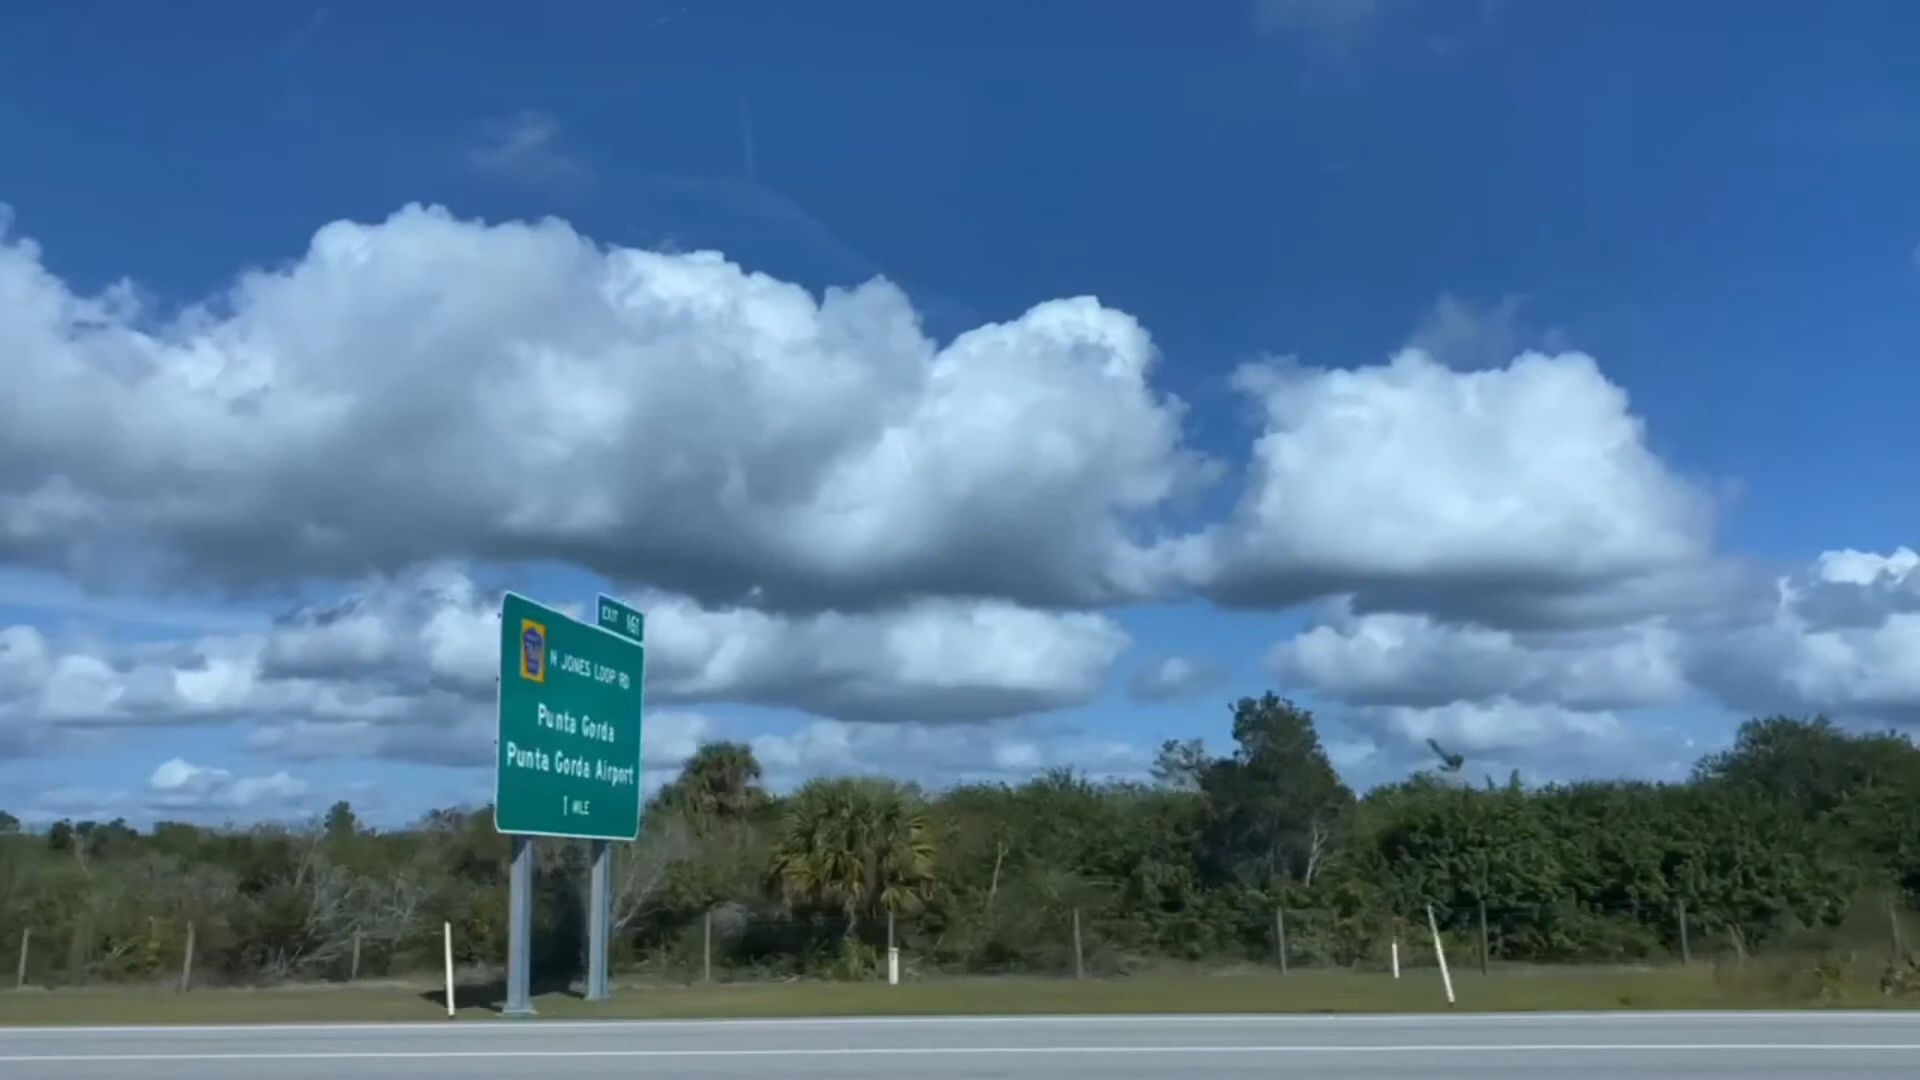 EXIT 161
N JONES LOOP RD
Punta Gorda
Punta Gorda Airport
1 MILE